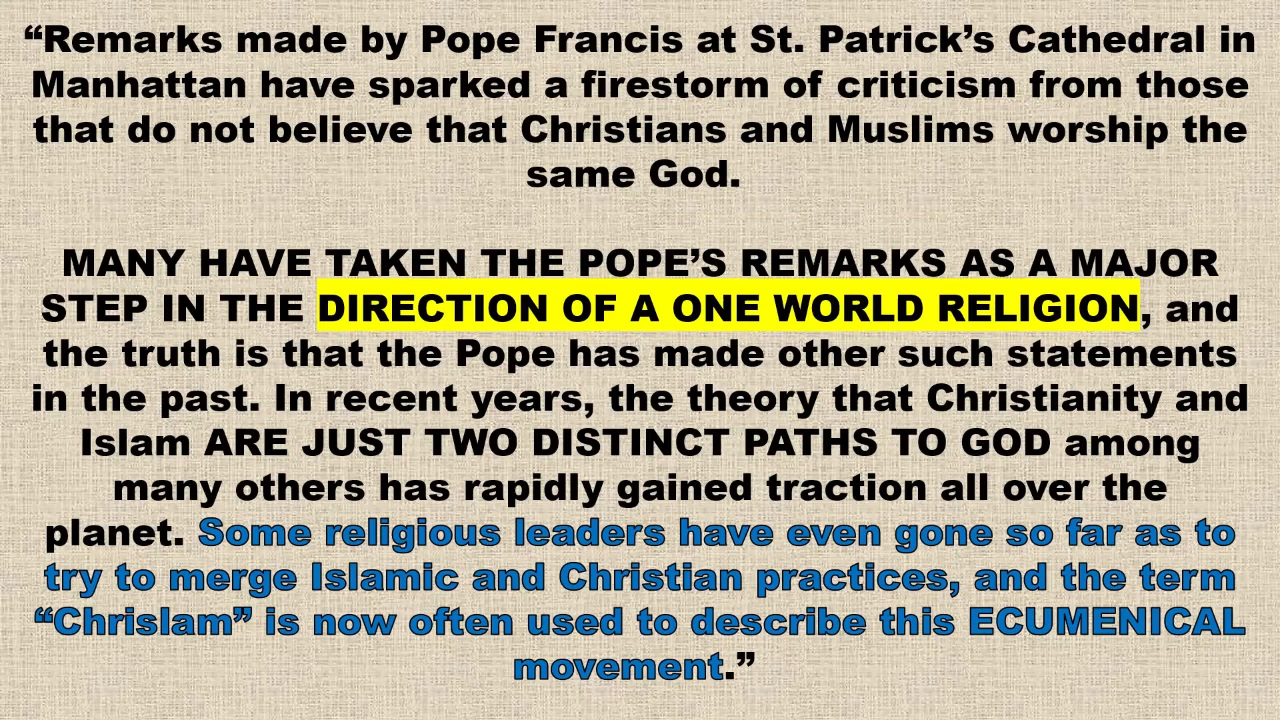 “Remarks made by Pope Francis at St. Patrick’s Cathedral in
Manhattan have sparked a firestorm of criticism from those
that do not believe that Christians and Muslims worship the
same God.
MANY HAVE TAKEN THE POPE’S REMARKS AS A MAJOR
STEP IN THE DIRECTION OF A ONE WORLD RELIGION, and
the truth is that the Pope has made other such statements
in the past. In recent years, the theory that Christianity and
Islam ARE JUST TWO DISTINCT PATHS TO GOD among
many others has rapidly gained traction all over the
planet. Some religious leaders have even gone so far as to
try to merge Islamic and Christian practices, and the term
“Chrislam” is now often used to describe this ECUMENICAL
movement.”